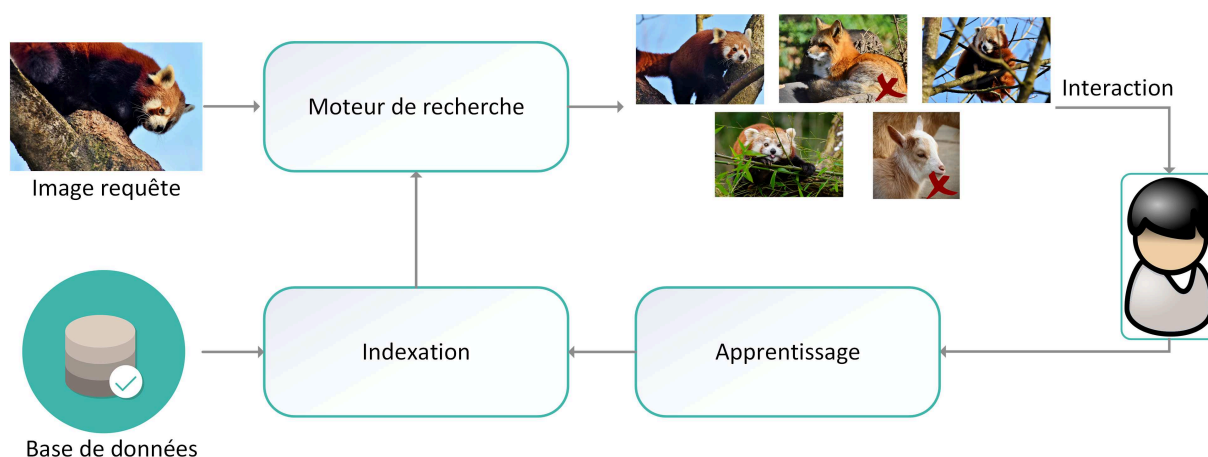 Moteur de recherche
Interaction
Image requête
Indexation
Apprentissage
Base de données